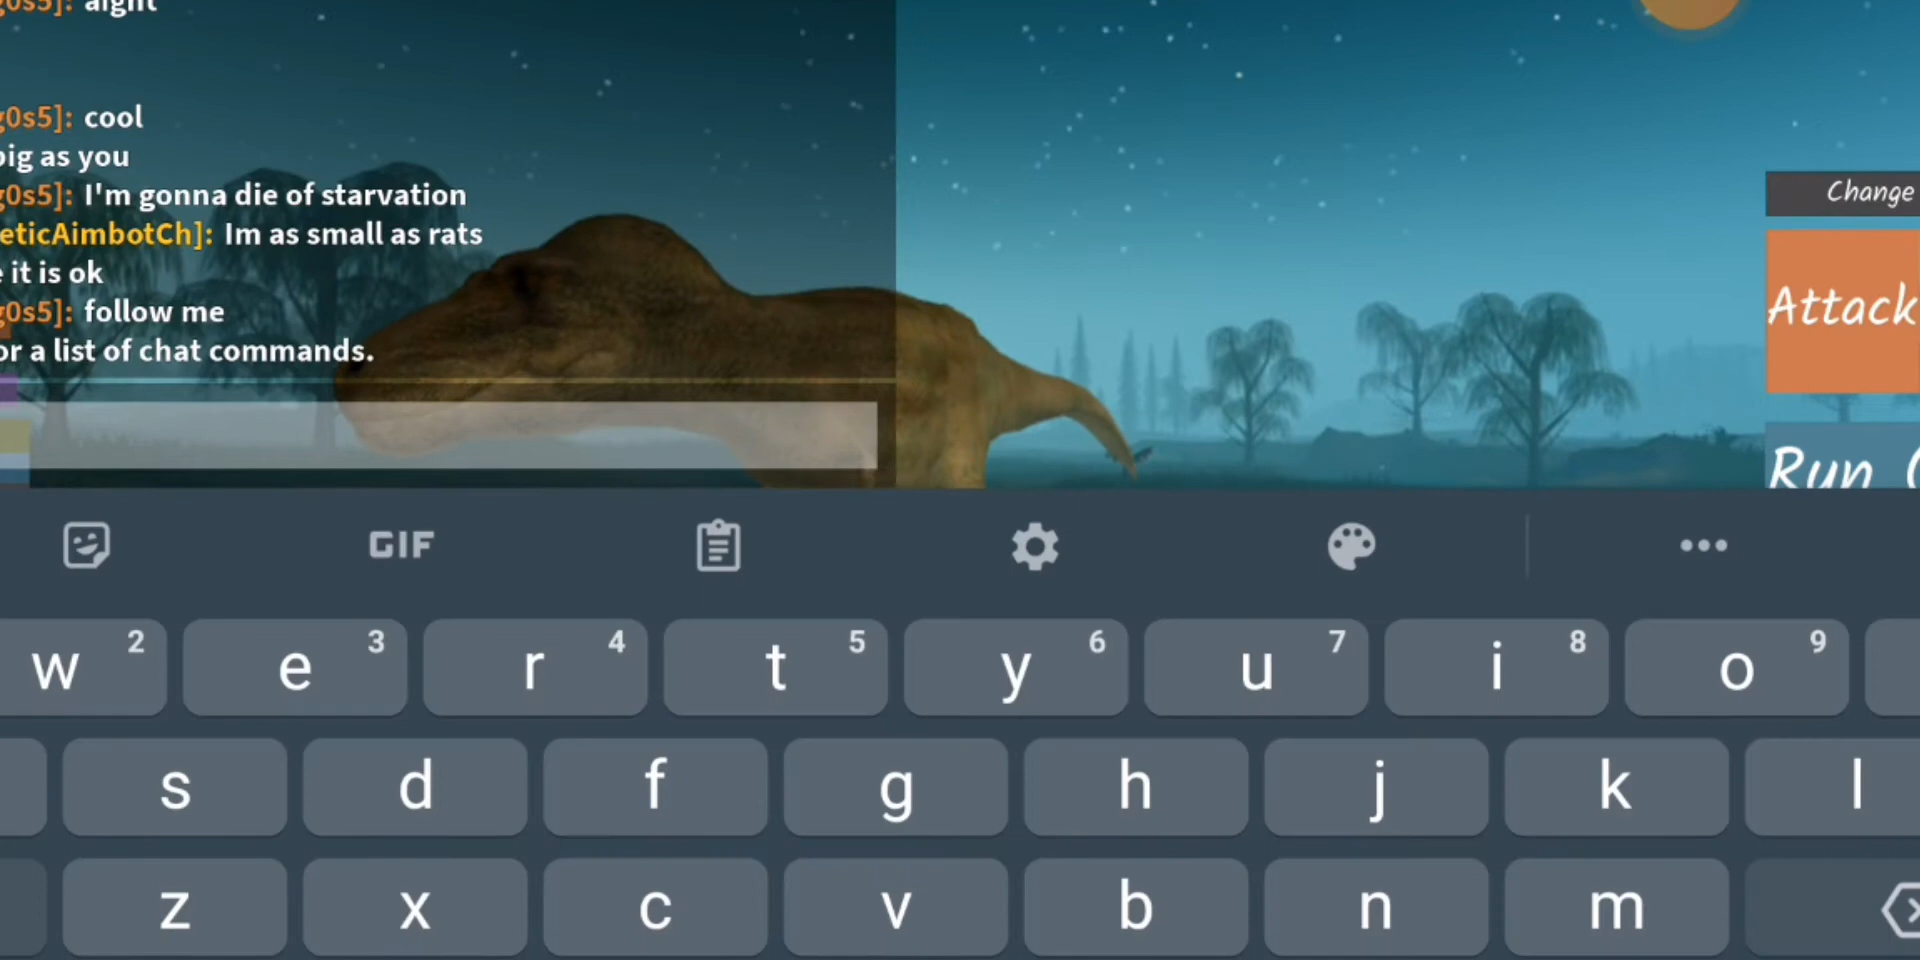 g0s5]: aight
g0s5]: cool
big as you
g0s5]: I'm gonna die of starvation
eticAimbotCh]: Im as small as rats
e it is ok
g0s5]: follow me
or a list of chat commands.
Change
Attack
Run
GIF
w 2 e 3 r 4 t 5 y 6 u 7 i 8 o 9
s d f g h j k l
z x c v b n m